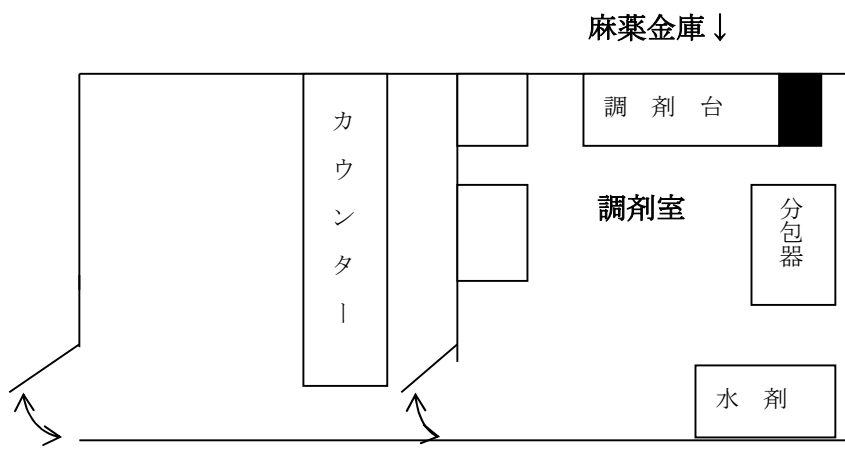 麻薬金庫↓
カウンター
調剤台
調剤室
分包器
水剤